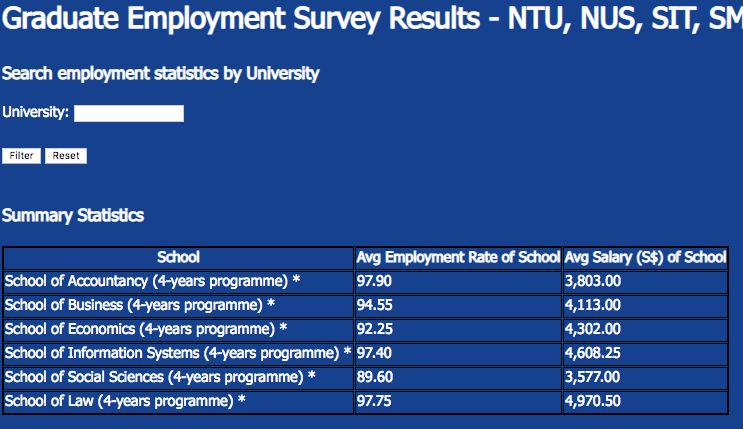 Graduate Employment Survey Results - NTU, NUS, SIT, SM
Search employment statistics by University
University:
Filter Reset
Summary Statistics
School Avg Employment Rate of School Avg Salary (S$) of School
School of Accountancy (4-years programme) * 97.90 3,803.00
School of Business (4-years programme) * 94.55 4,113.00
School of Economics (4-years programme) * 92.25 4,302.00
School of Information Systems (4-years programme) * 97.40 4,608.25
School of Social Sciences (4-years programme) * 89.60 3,577.00
School of Law (4-years programme) * 97.75 4,970.50